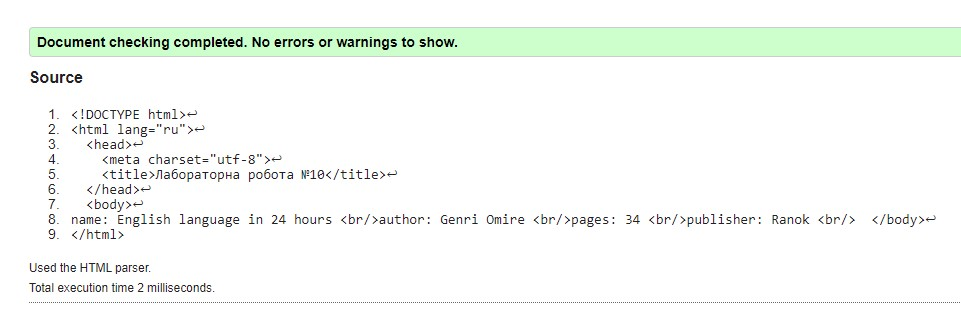 Document checking completed. No errors or warnings to show.
Source
1. <!DOCTYPE html>↩
2. <html lang="ru">↩
3.   <head>↩
4.     <meta charset="utf-8">↩
5.     <title>Лабораторна робота №10</title>↩
6.   </head>↩
7.   <body>↩
8. name: English language in 24 hours <br/>author: Genri Omire <br/>pages: 34 <br/>publisher: Ranok <br/>  </body>↩
9. </html>
Used the HTML parser.
Total execution time 2 milliseconds.